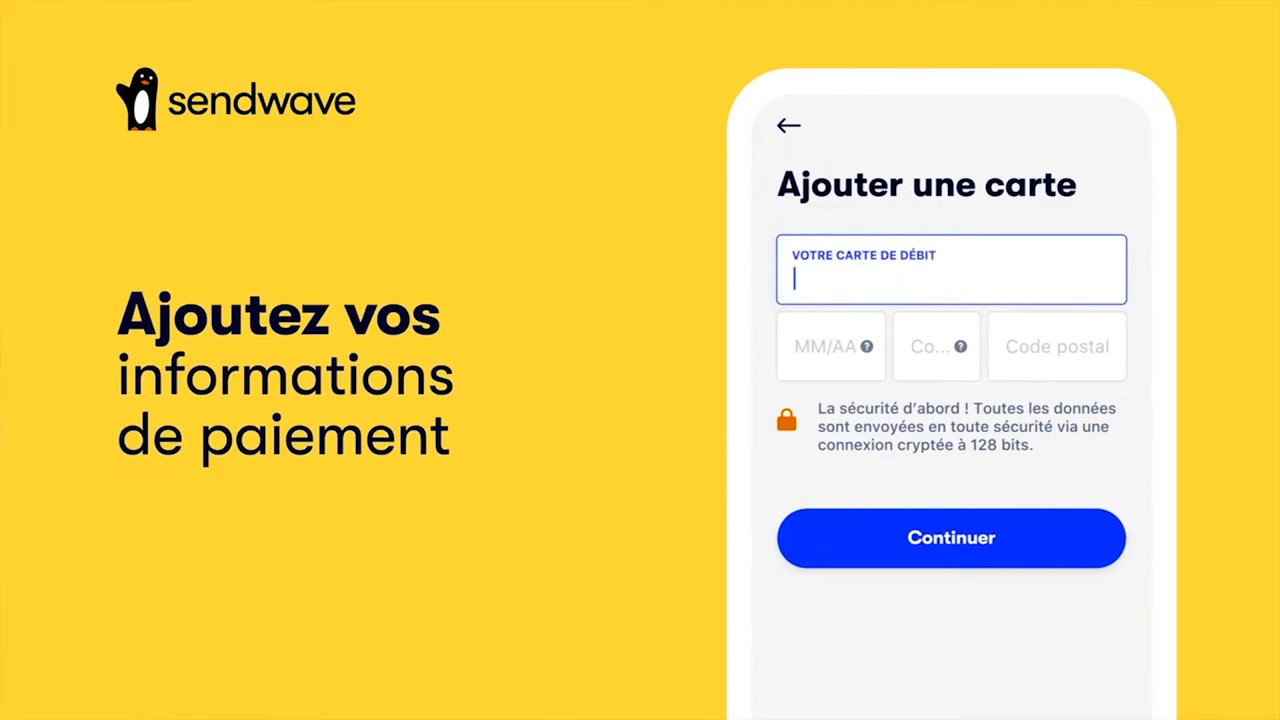 sendwave
Ajoutez vos
informations
de paiement
Ajouter une carte
VOTRE CARTE DE DÉBIT
MM/AA
Co...
Code postal
La sécurité d'abord ! Toutes les données
sont envoyées en toute sécurité via une
connexion cryptée à 128 bits.
Continuer